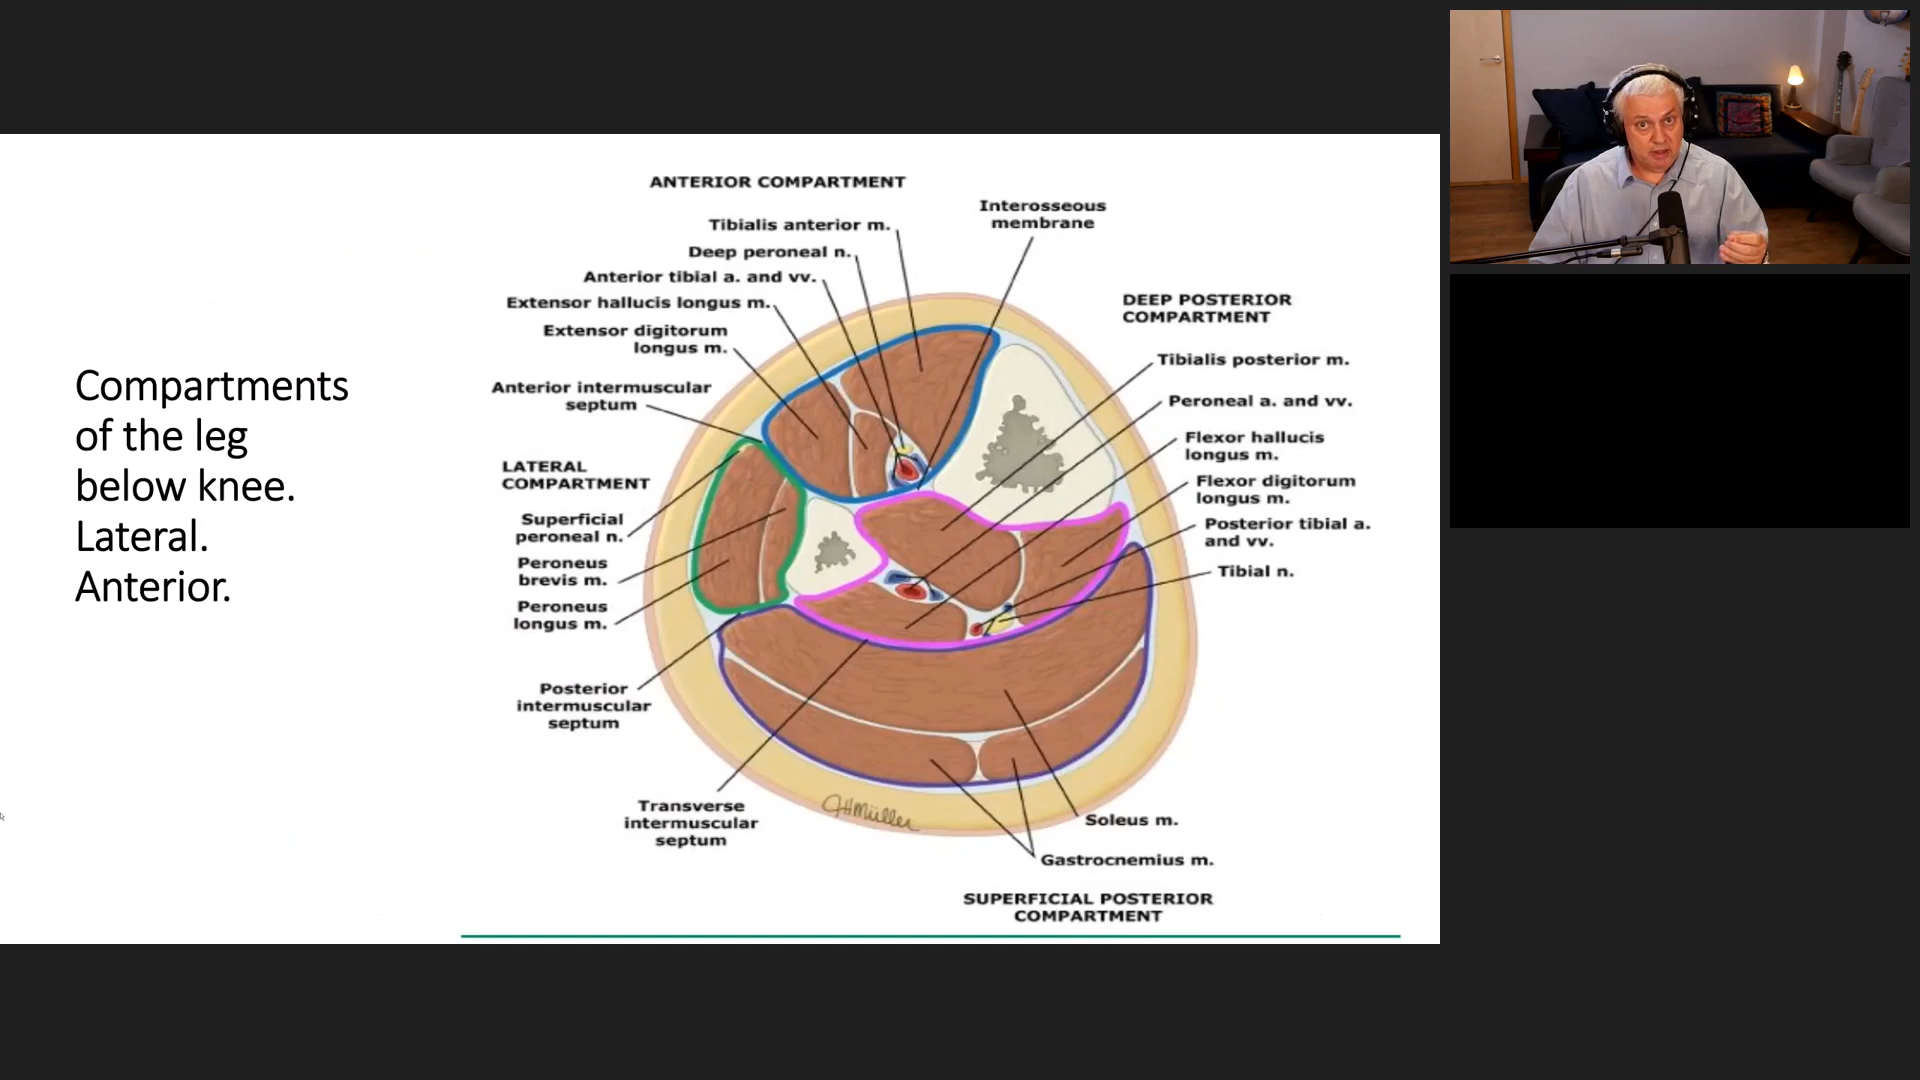 Compartments
of the leg
below knee.
Lateral.
Anterior.
ANTERIOR COMPARTMENT
Tibialis anterior m.
Deep peroneal n.
Anterior tibial a. and vv.
Extensor hallucis longus m.
Extensor digitorum
longus m.
Anterior intermuscular
septum
LATERAL
COMPARTMENT
Superficial
peroneal n.
Peroneus
brevis m.
Peroneus
longus m.
Posterior
intermuscular
septum
Transverse
intermuscular
septum
Interosseous
membrane
DEEP POSTERIOR
COMPARTMENT
Tibialis posterior m.
Peroneal a. and vv.
Flexor hallucis
longus m.
Flexor digitorum
longus m.
Posterior tibial a.
and vv.
Tibial n.
JHMüller
Soleus m.
Gastrocnemius m.
SUPERFICIAL POSTERIOR
COMPARTMENT